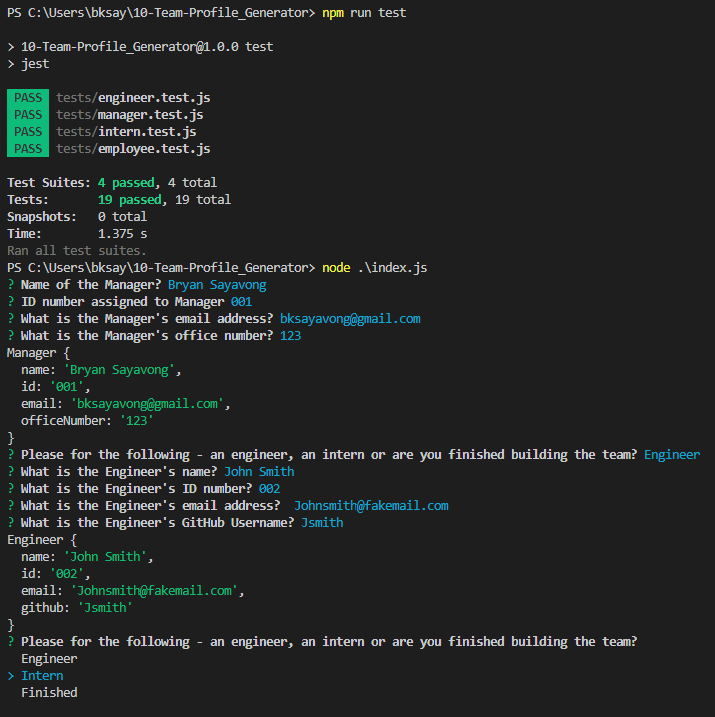 PS C:\Users\bksay\10-Team-Profile_Generator> npm run test
> 10-Team-Profile_Generator@1.0.0 test
> jest
PASS tests/engineer.test.js
PASS tests/manager.test.js
PASS tests/intern.test.js
PASS tests/employee.test.js
Test Suites: 4 passed, 4 total
Tests: 19 passed, 19 total
Snapshots: 0 total
Time: 1.375 s
Ran all test suites.
PS C:\Users\bksay\10-Team-Profile_Generator> node .\index.js
? Name of the Manager? Bryan Sayavong
? ID number assigned to Manager 001
? What is the Manager's email address? bksayavong@gmail.com
? What is the Manager's office number? 123
Manager {
  name: 'Bryan Sayavong',
  id: '001',
  email: 'bksayavong@gmail.com',
  officeNumber: '123'
}
? Please for the following - an engineer, an intern or are you finished building the team? Engineer
? What is the Engineer's name? John Smith
? What is the Engineer's ID number? 002
? What is the Engineer's email address?  Johnsmith@fakemail.com
? What is the Engineer's GitHub Username? Jsmith
Engineer {
  name: 'John Smith',
  id: '002',
  email: 'Johnsmith@fakemail.com',
  github: 'Jsmith'
}
? Please for the following - an engineer, an intern or are you finished building the team?
  Engineer
> Intern
  Finished